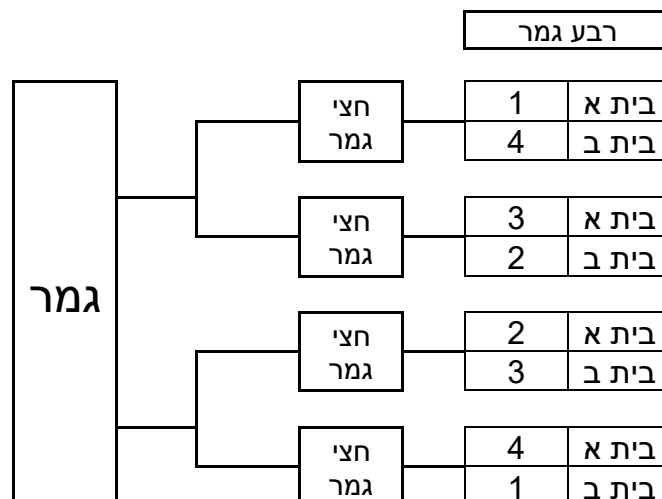 רבע גמר
בית א 1
בית ב 4
חצי
גמר
בית א 3
בית ב 2
חצי
גמר
בית א 2
בית ב 3
חצי
גמר
בית א 4
בית ב 1
חצי
גמר
גמר